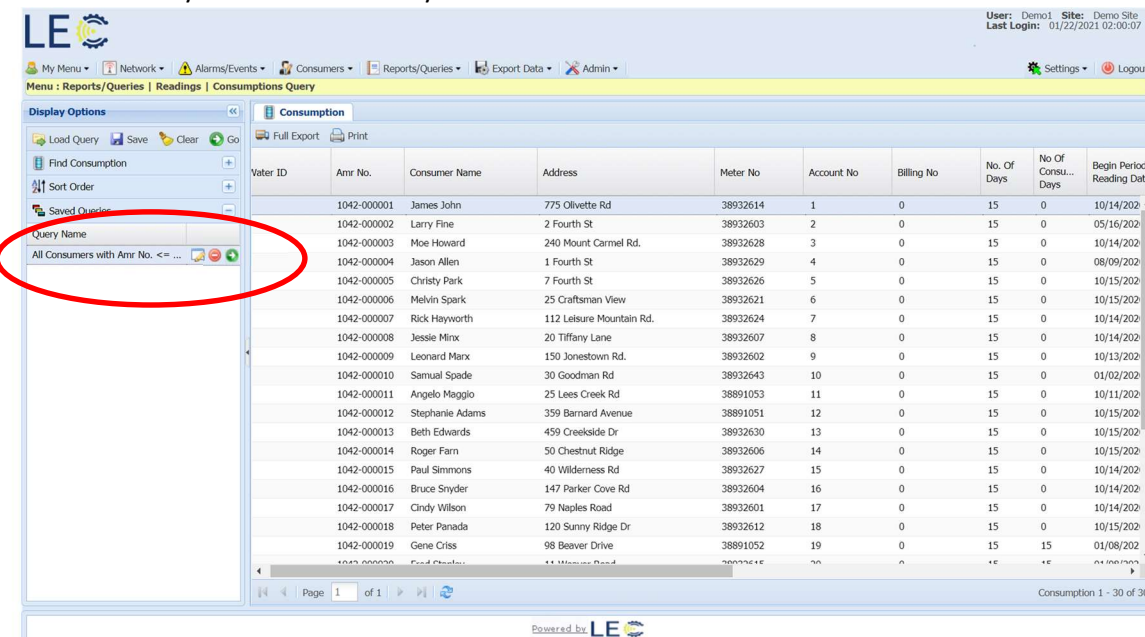 LEC
User: Demo1 Site: Demo Site
Last Login: 01/22/2021 02:00:07
My Menu Network Alarms/Events Consumers Reports/Queries Export Data Admin Settings Logou
Menu : Reports/Queries | Readings | Consumptions Query
Display Options
Load Query Save Clear Go
Find Consumption
Sort Order
Saved Queries
Query Name
All Consumers with Amr No. <= ...
Consumption
Full Export Print
Water ID Amr No. Consumer Name Address Meter No Account No Billing No No. Of Days No Of Consu... Days Begin Period Reading Dat
1042-000001 James John 775 Olivette Rd 38932614 1 0 15 0 10/14/202
1042-000002 Larry Fine 2 Fourth St 38932603 2 0 15 0 05/16/202
1042-000003 Moe Howard 240 Mount Carmel Rd. 38932628 3 0 15 0 10/14/202
1042-000004 Jason Allen 1 Fourth St 38932629 4 0 15 0 08/09/202
1042-000005 Christy Park 7 Fourth St 38932626 5 0 15 0 10/15/202
1042-000006 Melvin Spark 25 Craftsman View 38932621 6 0 15 0 10/15/202
1042-000007 Rick Hayworth 112 Leisure Mountain Rd. 38932624 7 0 15 0 10/14/202
1042-000008 Jessie Minx 20 Tiffany Lane 38932607 8 0 15 0 10/14/202
1042-000009 Leonard Marx 150 Jonestown Rd. 38932602 9 0 15 0 10/13/202
1042-000010 Samual Spade 30 Goodman Rd 38932643 10 0 15 0 01/02/202
1042-000011 Angelo Maggio 25 Lees Creek Rd 38891053 11 0 15 0 10/11/202
1042-000012 Stephanie Adams 359 Barnard Avenue 38891051 12 0 15 0 10/15/202
1042-000013 Beth Edwards 459 Creekside Dr 38932630 13 0 15 0 10/15/202
1042-000014 Roger Farn 50 Chestnut Ridge 38932606 14 0 15 0 10/15/202
1042-000015 Paul Simmons 40 Wilderness Rd 38932627 15 0 15 0 10/14/202
1042-000016 Bruce Snyder 147 Parker Cove Rd 38932604 16 0 15 0 10/14/202
1042-000017 Cindy Wilson 79 Naples Road 38932601 17 0 15 0 10/14/202
1042-000018 Peter Panada 120 Sunny Ridge Dr 38932612 18 0 15 0 10/15/202
1042-000019 Gene Criss 98 Beaver Drive 38891052 19 0 15 15 01/08/202
Page 1 of 1 Consumption 1 - 30 of 30
Powered by LEC